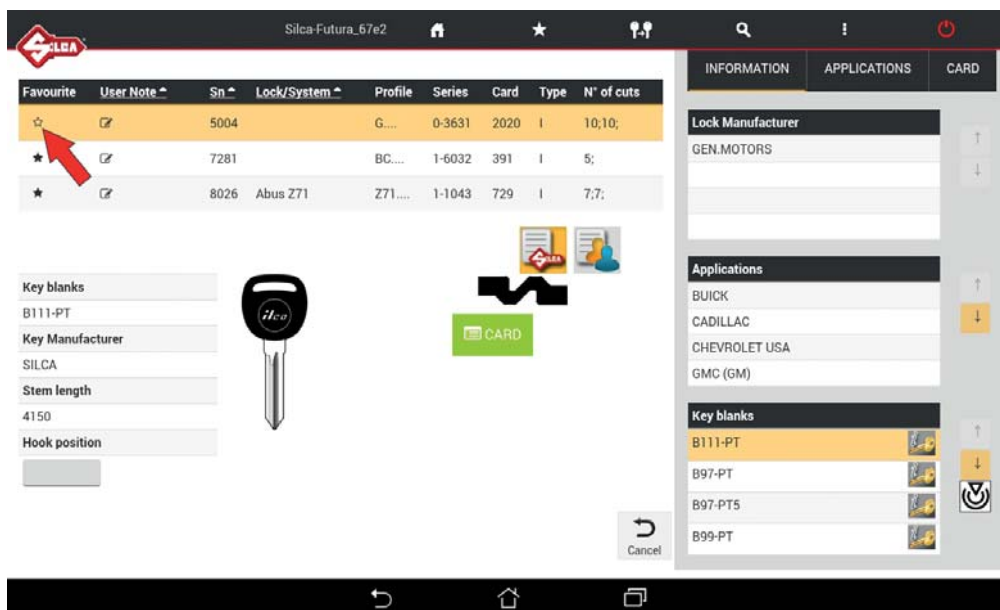 SILCA
Silca-Futura_67e2
INFORMATION APPLICATIONS CARD
Favourite User Note Sn Lock/System Profile Series Card Type N° of cuts
5004 G.... 0-3631 2020 I 10;10;
7281 BC.... 1-6032 391 I 5;
8026 Abus Z71 Z71.... 1-1043 729 I 7;7;
SILCA
Key blanks
B111-PT
Key Manufacturer
SILCA
Stem length
4150
Hook position
ilco
CARD
Cancel
Lock Manufacturer
GEN.MOTORS
Applications
BUICK
CADILLAC
CHEVROLET USA
GMC (GM)
Key blanks
B111-PT
B97-PT
B97-PT5
B99-PT